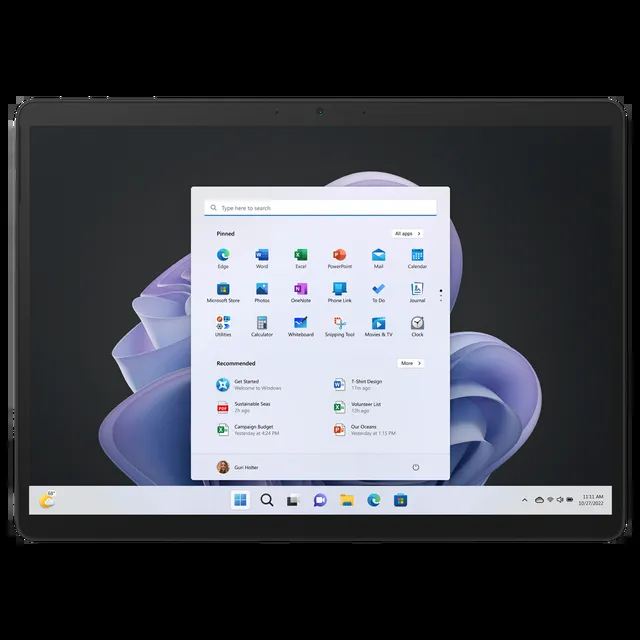 Type here to search
Pinned
All apps
Edge
Word
Excel
PowerPoint
Mail
Calendar
Microsoft Store
Photos
OneNote
Phone Link
To Do
Journal
Utilities
Calculator
Whiteboard
Snipping Tool
Movies & TV
Clock
Recommended
More
Get Started
Welcome to Windows
T-Shirt Design
11m ago
Sustainable Seas
2h ago
Volunteer List
12h ago
Campaign Budget
Yesterday at 4:24 PM
Our Oceans
Yesterday at 1:15 PM
Guri Hotter
11:11 AM
10/27/2022